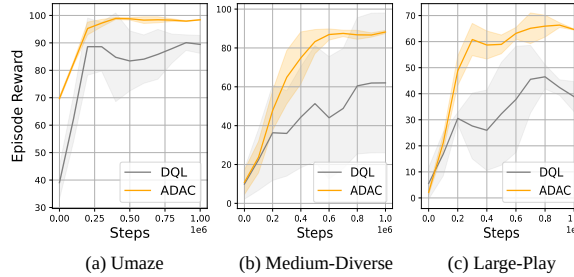 Episode Reward
100
90
80
70
60
50
40
30
0.00
0.25
0.50
0.75
1.00
1e6
Steps
DQL
ADAC
(a) Umaze
100
80
60
40
20
0
0.0
0.2
0.4
0.6
0.8
1.0
1e6
Steps
DQL
ADAC
(b) Medium-Diverse
80
70
60
50
40
30
20
10
0
0.0
0.2
0.4
0.6
0.8
1.0
1e6
Steps
DQL
ADAC
(c) Large-Play